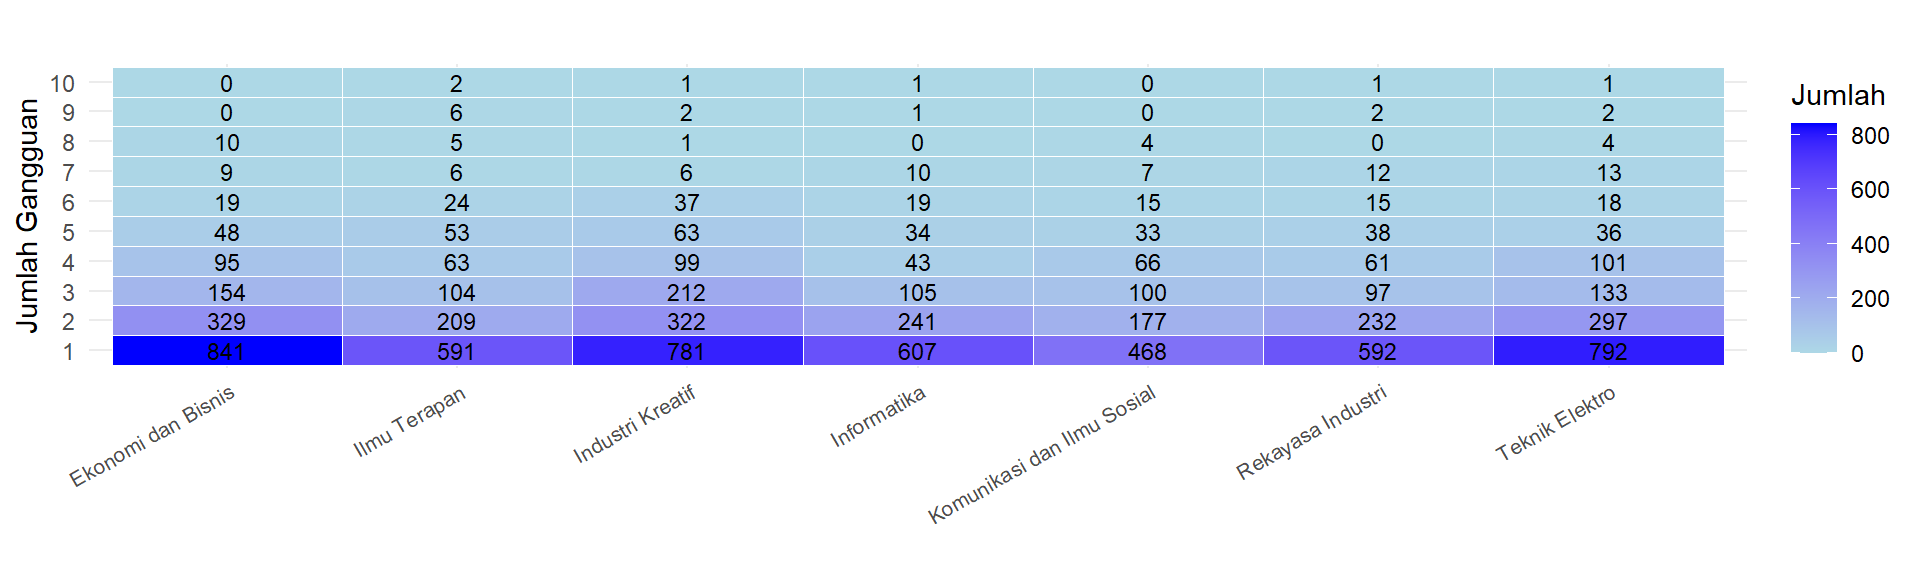 Jumlah Gangguan
10 0 2 1 1 0 1 1
9 0 6 2 1 0 2 2
8 10 5 1 0 4 0 4
7 9 6 6 10 7 12 13
6 19 24 37 19 15 15 18
5 48 53 63 34 33 38 36
4 95 63 99 43 66 61 101
3 154 104 212 105 100 97 133
2 329 209 322 241 177 232 297
1 841 591 781 607 468 592 792
Ekonomi dan Bisnis
Ilmu Terapan
Industri Kreatif
Informatika
Komunikasi dan Ilmu Sosial
Rekayasa Industri
Teknik Elektro
Jumlah
800
600
400
200
0